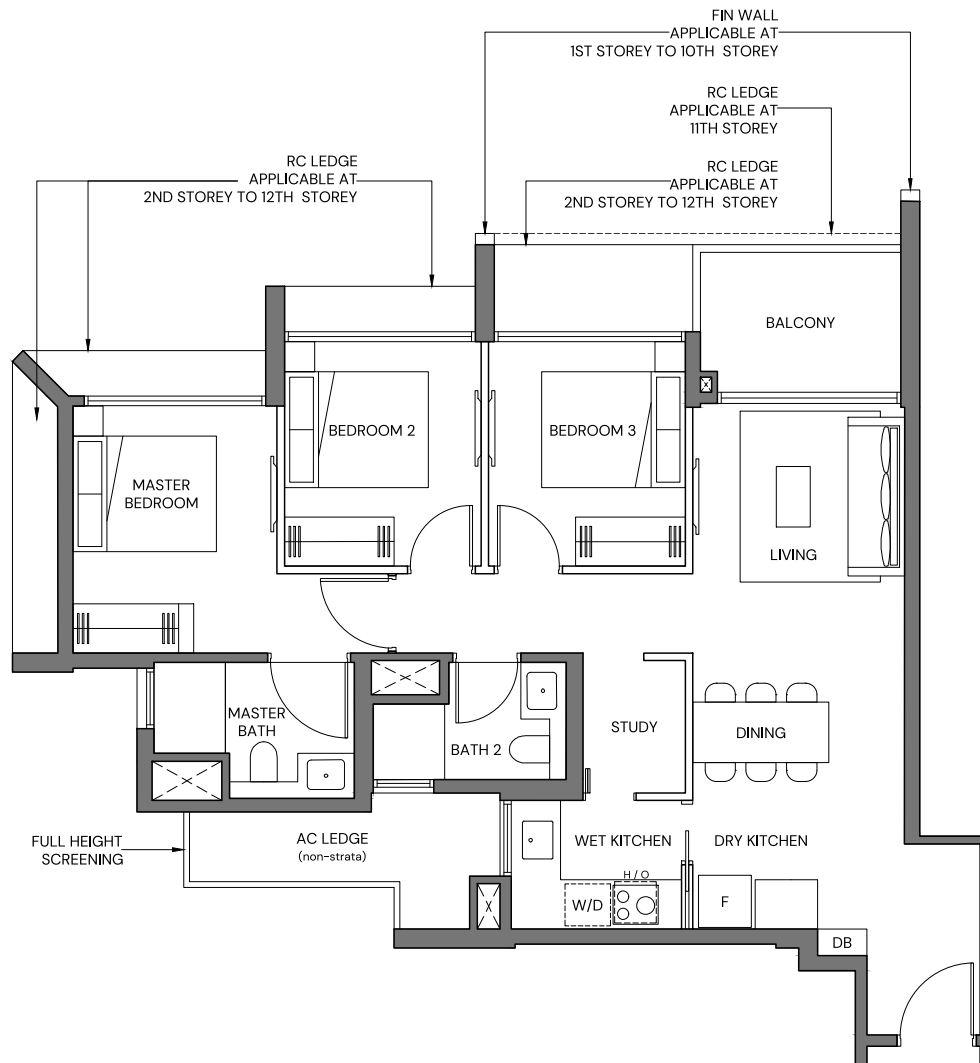 FIN WALL
APPLICABLE AT
1ST STOREY TO 10TH STOREY
RC LEDGE
APPLICABLE AT
11TH STOREY
RC LEDGE
APPLICABLE AT
2ND STOREY TO 12TH STOREY
RC LEDGE
APPLICABLE AT
2ND STOREY TO 12TH STOREY
BALCONY
BEDROOM 2
BEDROOM 3
MASTER
BEDROOM
LIVING
MASTER
BATH
BATH 2
STUDY
DINING
FULL HEIGHT
SCREENING
AC LEDGE
(non-strata)
WET KITCHEN
DRY KITCHEN
H / O
W/D
F
DB